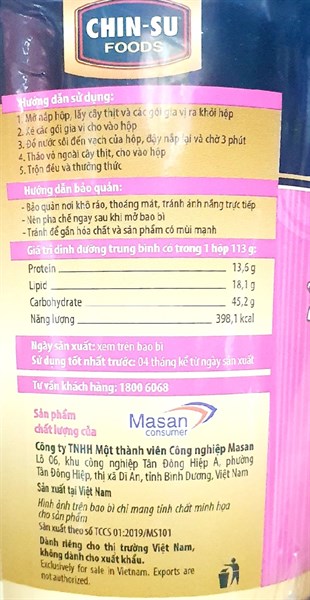 CHIN-SU
FOODS
Hướng dẫn sử dụng:
1. Mở nắp hộp, lấy cây thịt và các gói gia vị ra khỏi hộp
2. Xé các gói gia vị cho vào hộp
3. Đổ nước sôi đến vạch của hộp, đậy nắp lại và chờ 3 phút
4. Tháo vỏ ngoài cây thịt, cho vào hộp
5. Trộn đều và thưởng thức
Hướng dẫn bảo quản:
- Bảo quản nơi khô ráo, thoáng mát, tránh ánh nắng trực tiếp
- Nên pha chế ngay sau khi mở bao bì
- Tránh để gần hóa chất và sản phẩm có mùi mạnh
Giá trị dinh dưỡng trung bình có trong 1 hộp 113 g:
Protein 13,6 g
Lipid 18,1 g
Carbohydrate 45,2 g
Năng lượng 398,1 kcal
Ngày sản xuất: xem trên bao bì
Sử dụng tốt nhất trước: 04 tháng kể từ ngày sản xuất
Tư vấn khách hàng: 1800 6068
Sản phẩm
chất lượng của
Masan
consumer
Công ty TNHH Một thành viên Công nghiệp Masan
Lô 06, khu công nghiệp Tân Đông Hiệp A, phường
Tân Đông Hiệp, thị xã Dĩ An, tỉnh Bình Dương, Việt Nam
Sản xuất tại Việt Nam
Hình ảnh trên bao bì chỉ mang tính chất minh họa
cho sản phẩm
Sản xuất theo số TCCS 01:2019/MS101
Dành riêng cho thị trường Việt Nam,
không dành cho xuất khẩu.
Exclusively for sale in Vietnam. Exports are
not authorized.